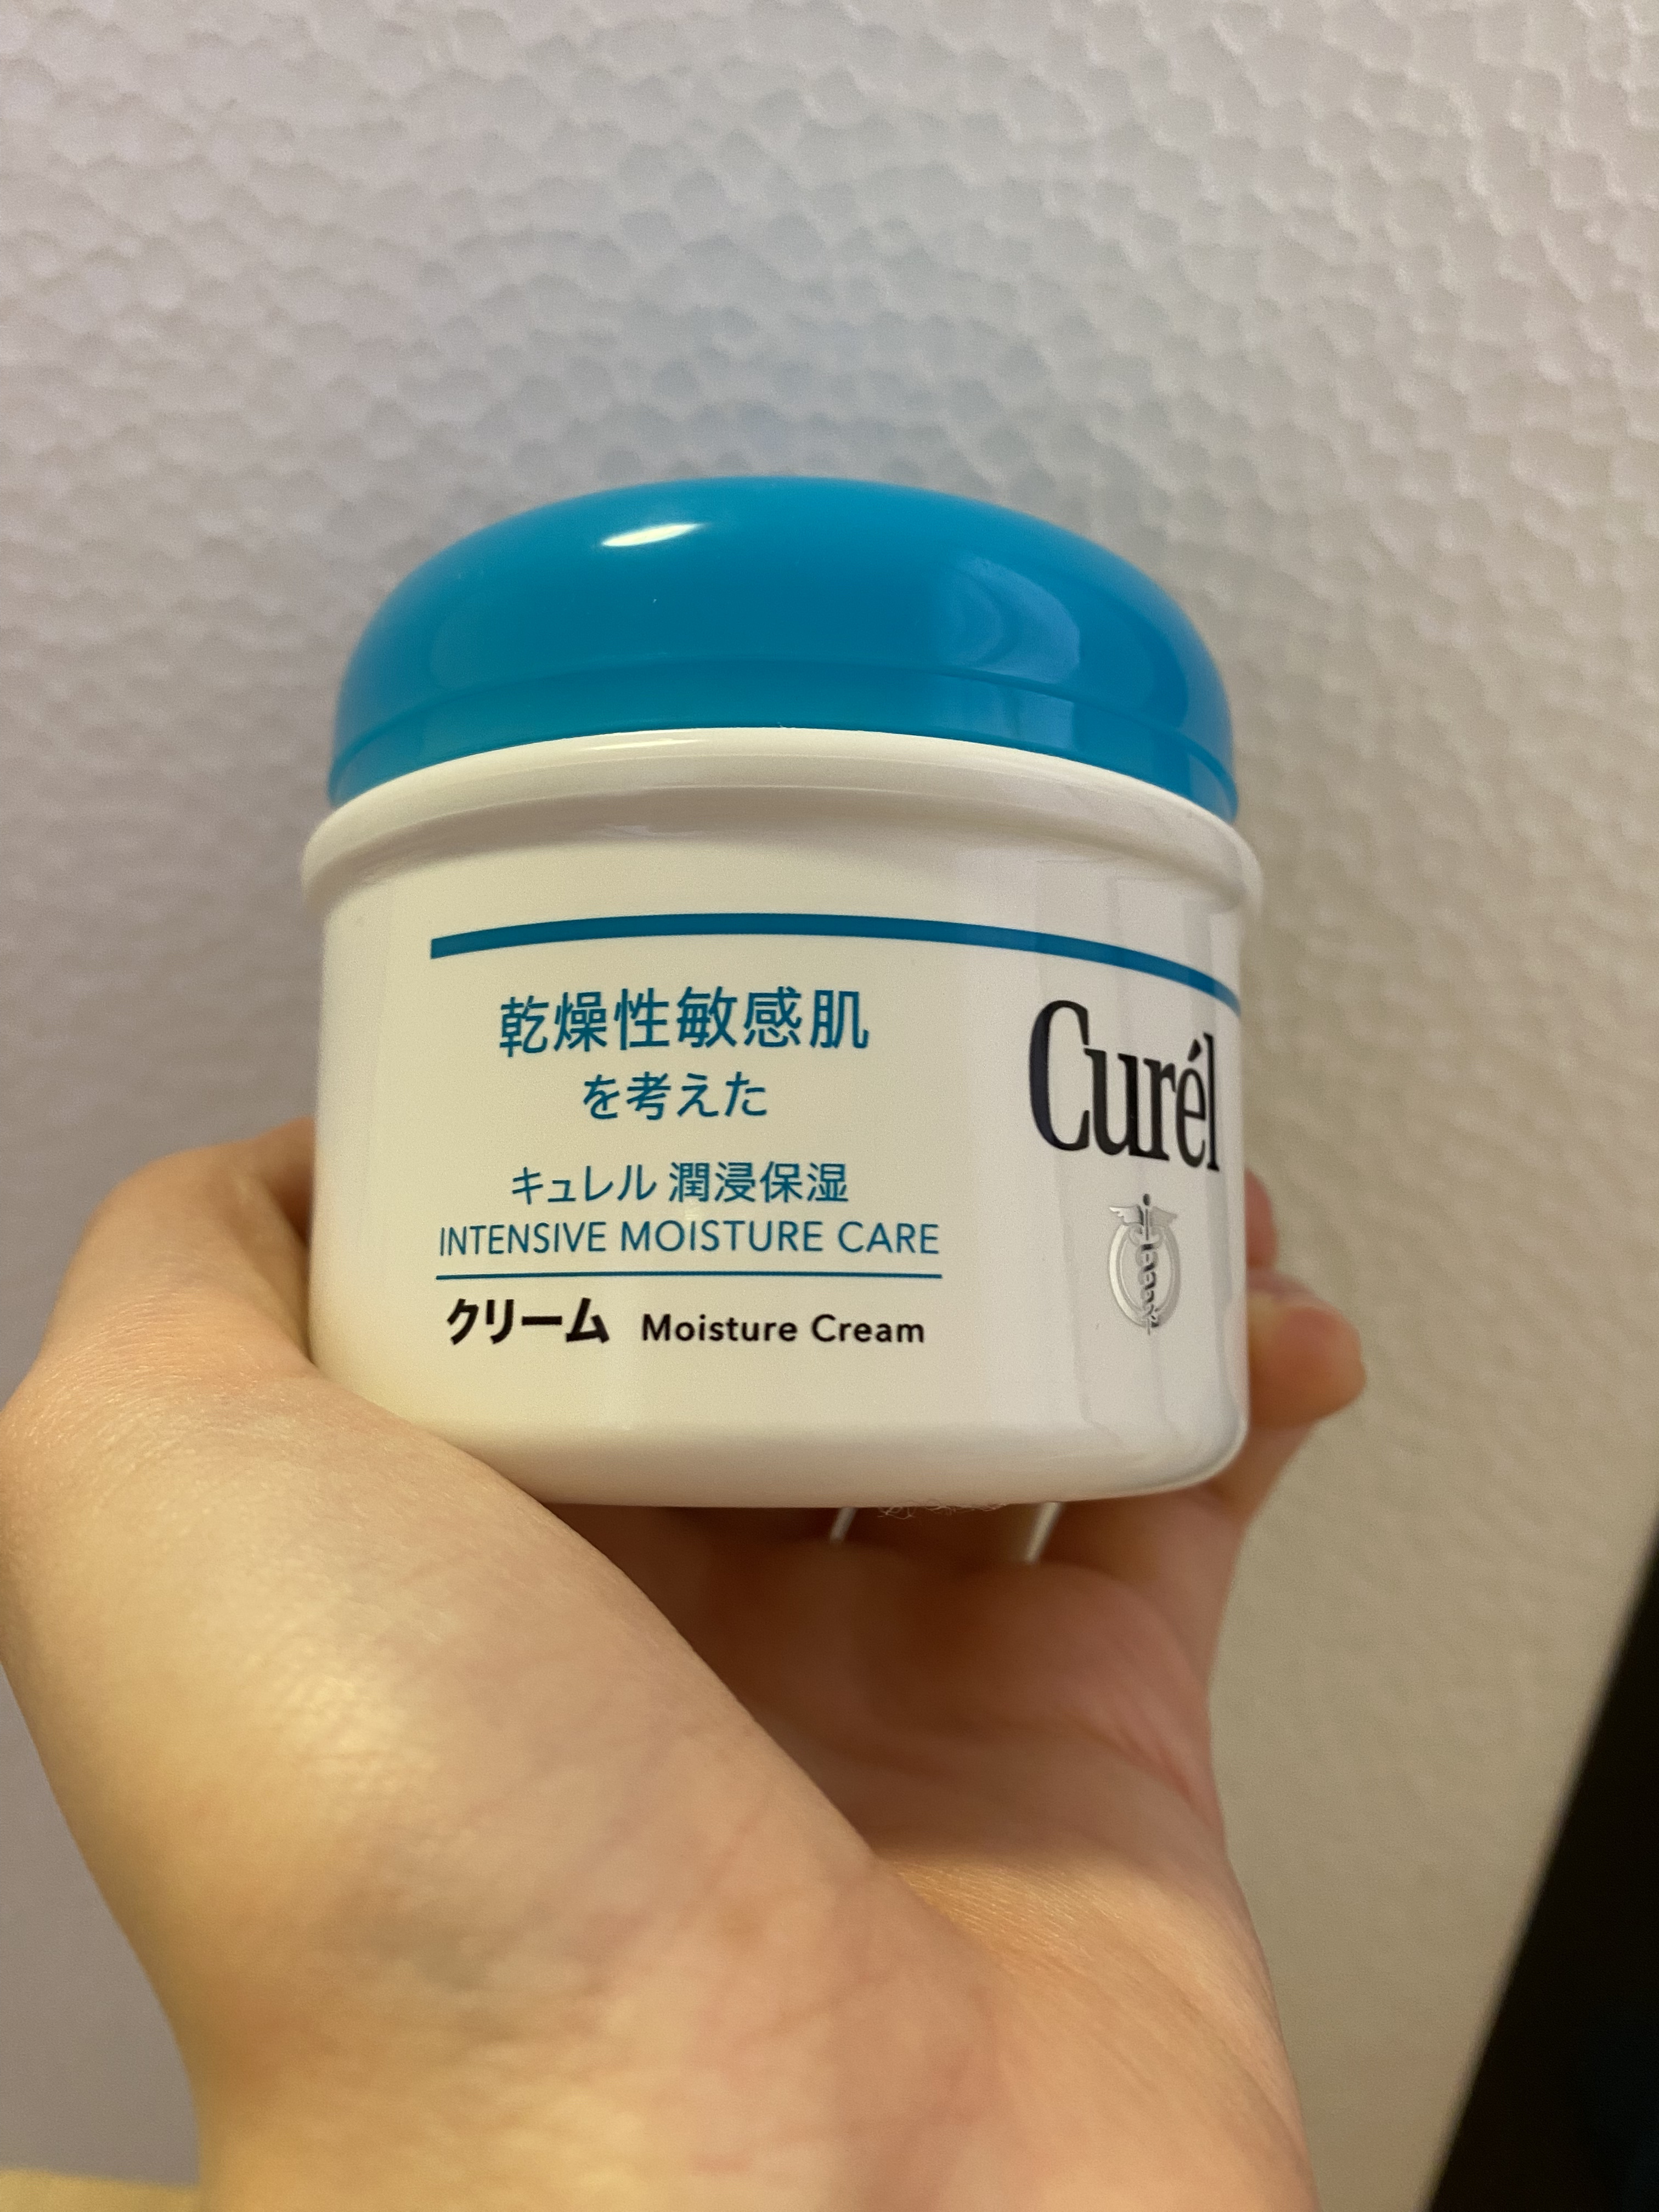 乾燥性敏感肌
を考えた
キュレル 潤浸保湿
INTENSIVE MOISTURE CARE
クリーム Moisture Cream
Curél